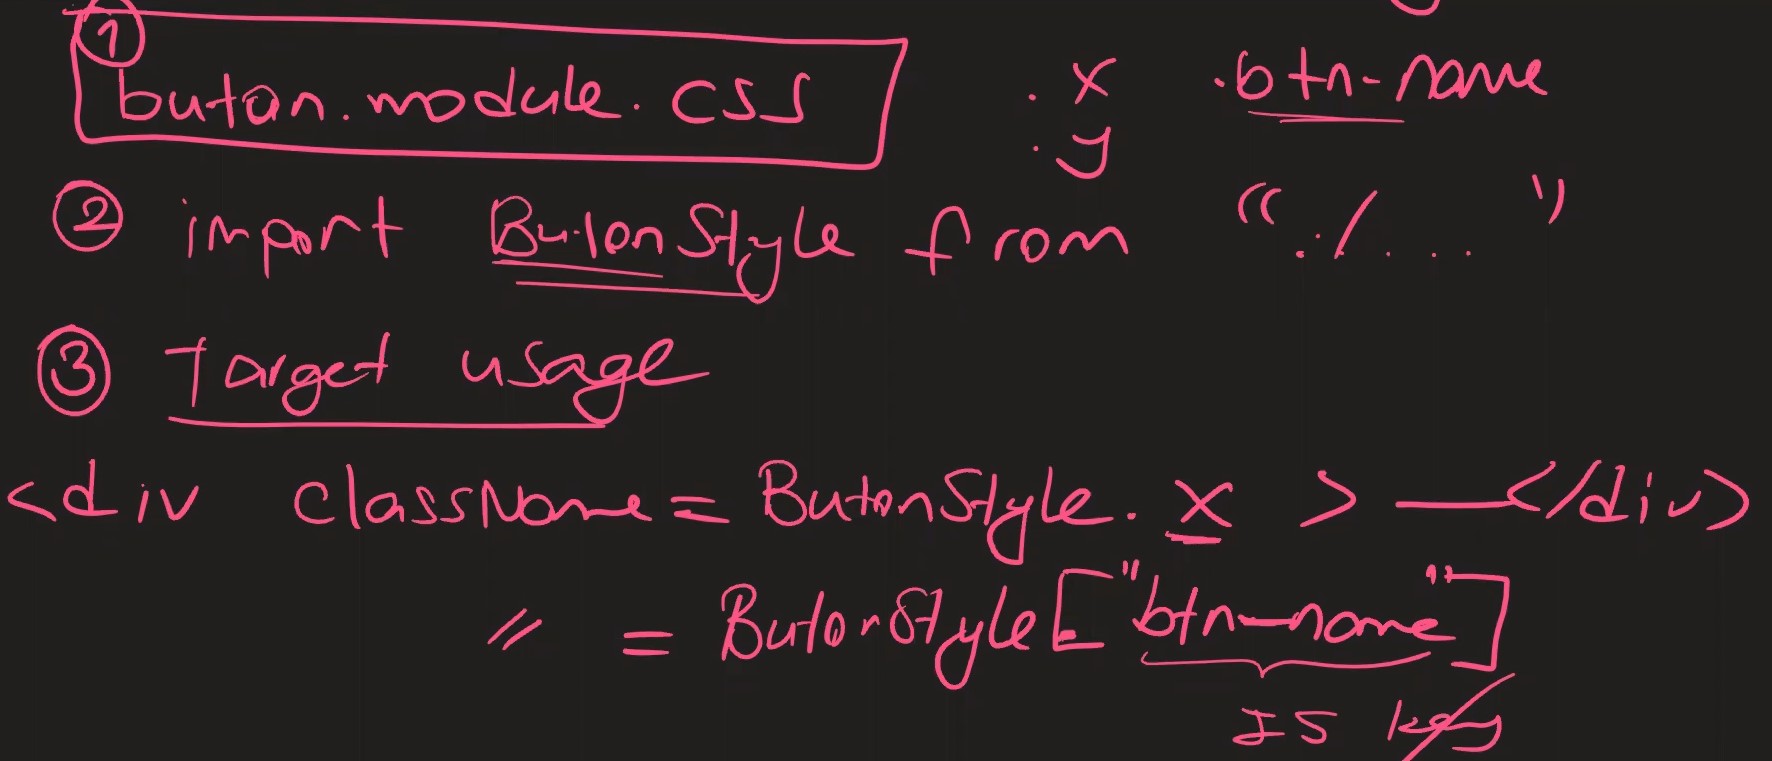 ①
buton.module.css
.x .btn-name
.y
② import ButonStyle from "./..."
③ Target usage
<div className = ButonStyle.x > — </div>
〃 = ButonStyle["btn-name"]
JS key